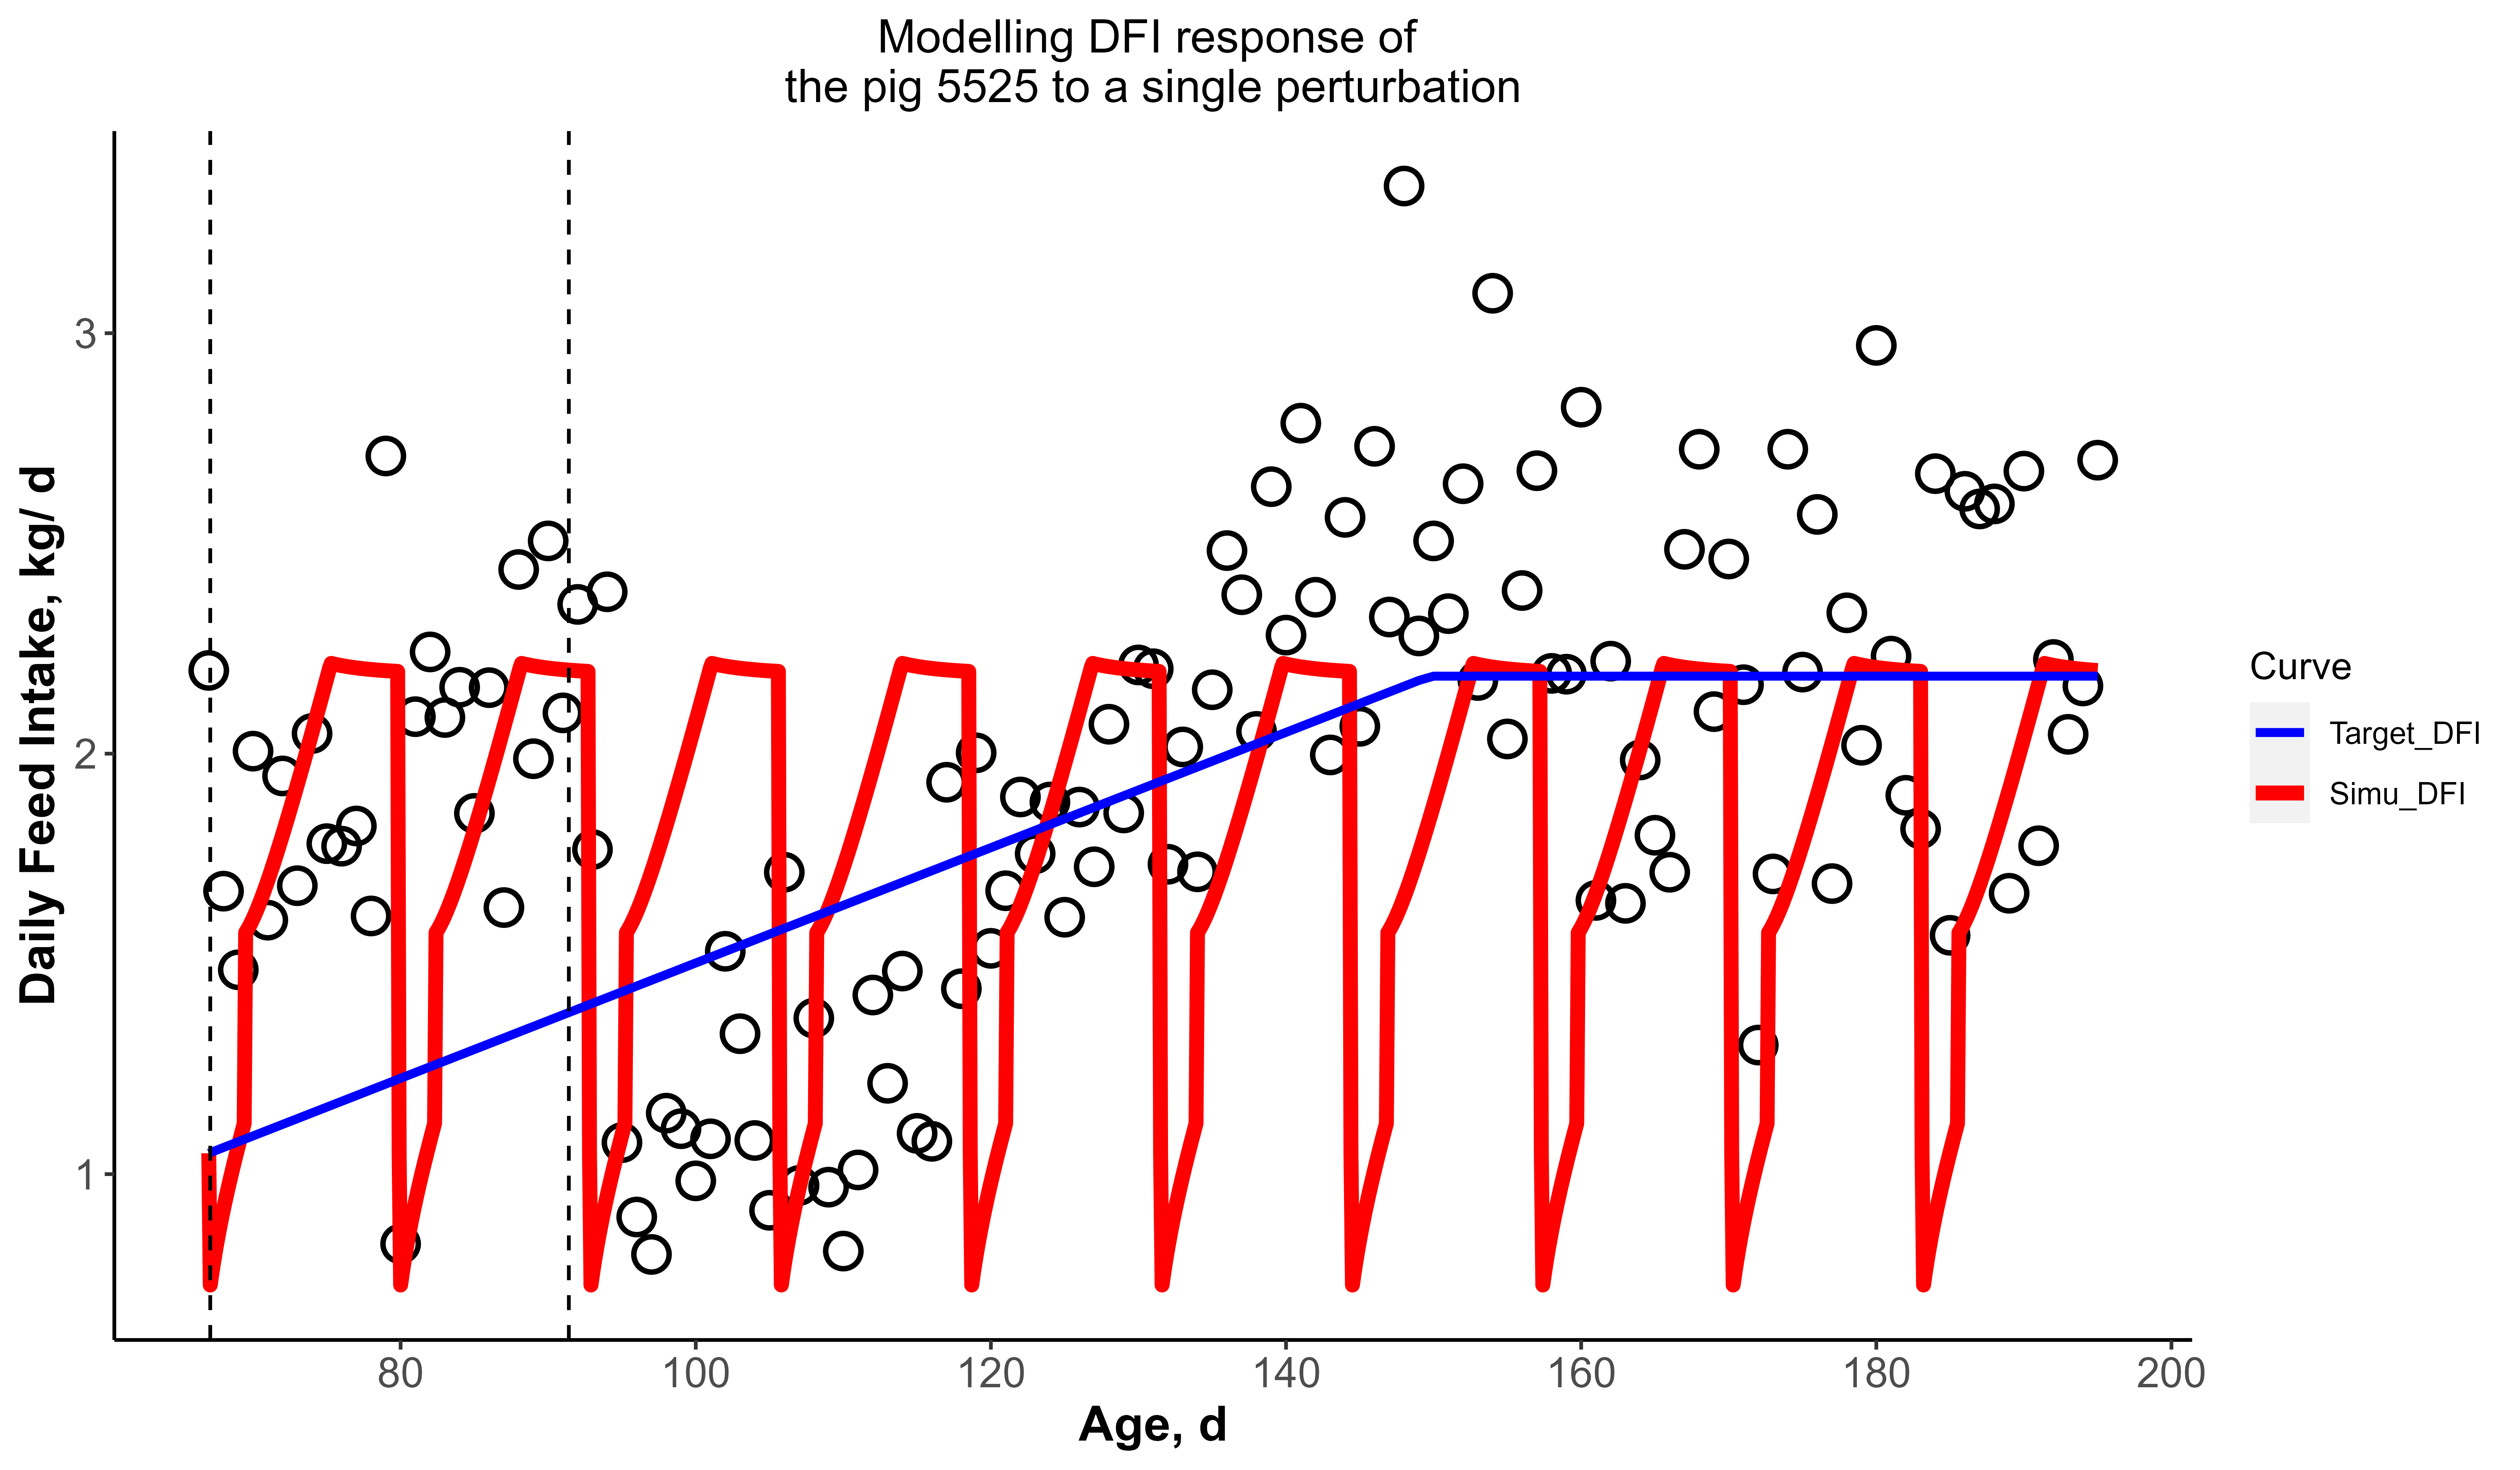 Modelling DFI response of
the pig 5525 to a single perturbation
Daily Feed Intake, kg/ d
3
2
1
80
100
120
140
160
180
200
Age, d
Curve
Target_DFI
Simu_DFI